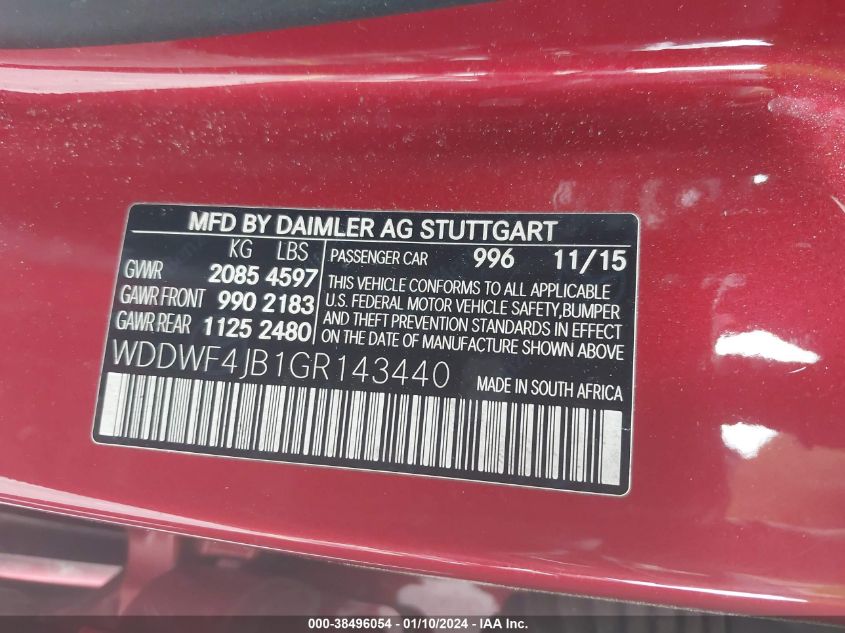 MFD BY DAIMLER AG STUTTGART
KG LBS
GVWR 2085 4597
GAWR FRONT 990 2183
GAWR REAR 1125 2480
PASSENGER CAR 996 11/15
THIS VEHICLE CONFORMS TO ALL APPLICABLE
U.S. FEDERAL MOTOR VEHICLE SAFETY,BUMPER
AND THEFT PREVENTION STANDARDS IN EFFECT
ON THE DATE OF MANUFACTURE SHOWN ABOVE
WDDWF4JB1GR143440
MADE IN SOUTH AFRICA
000-38496054 - 01/10/2024 - IAA Inc.